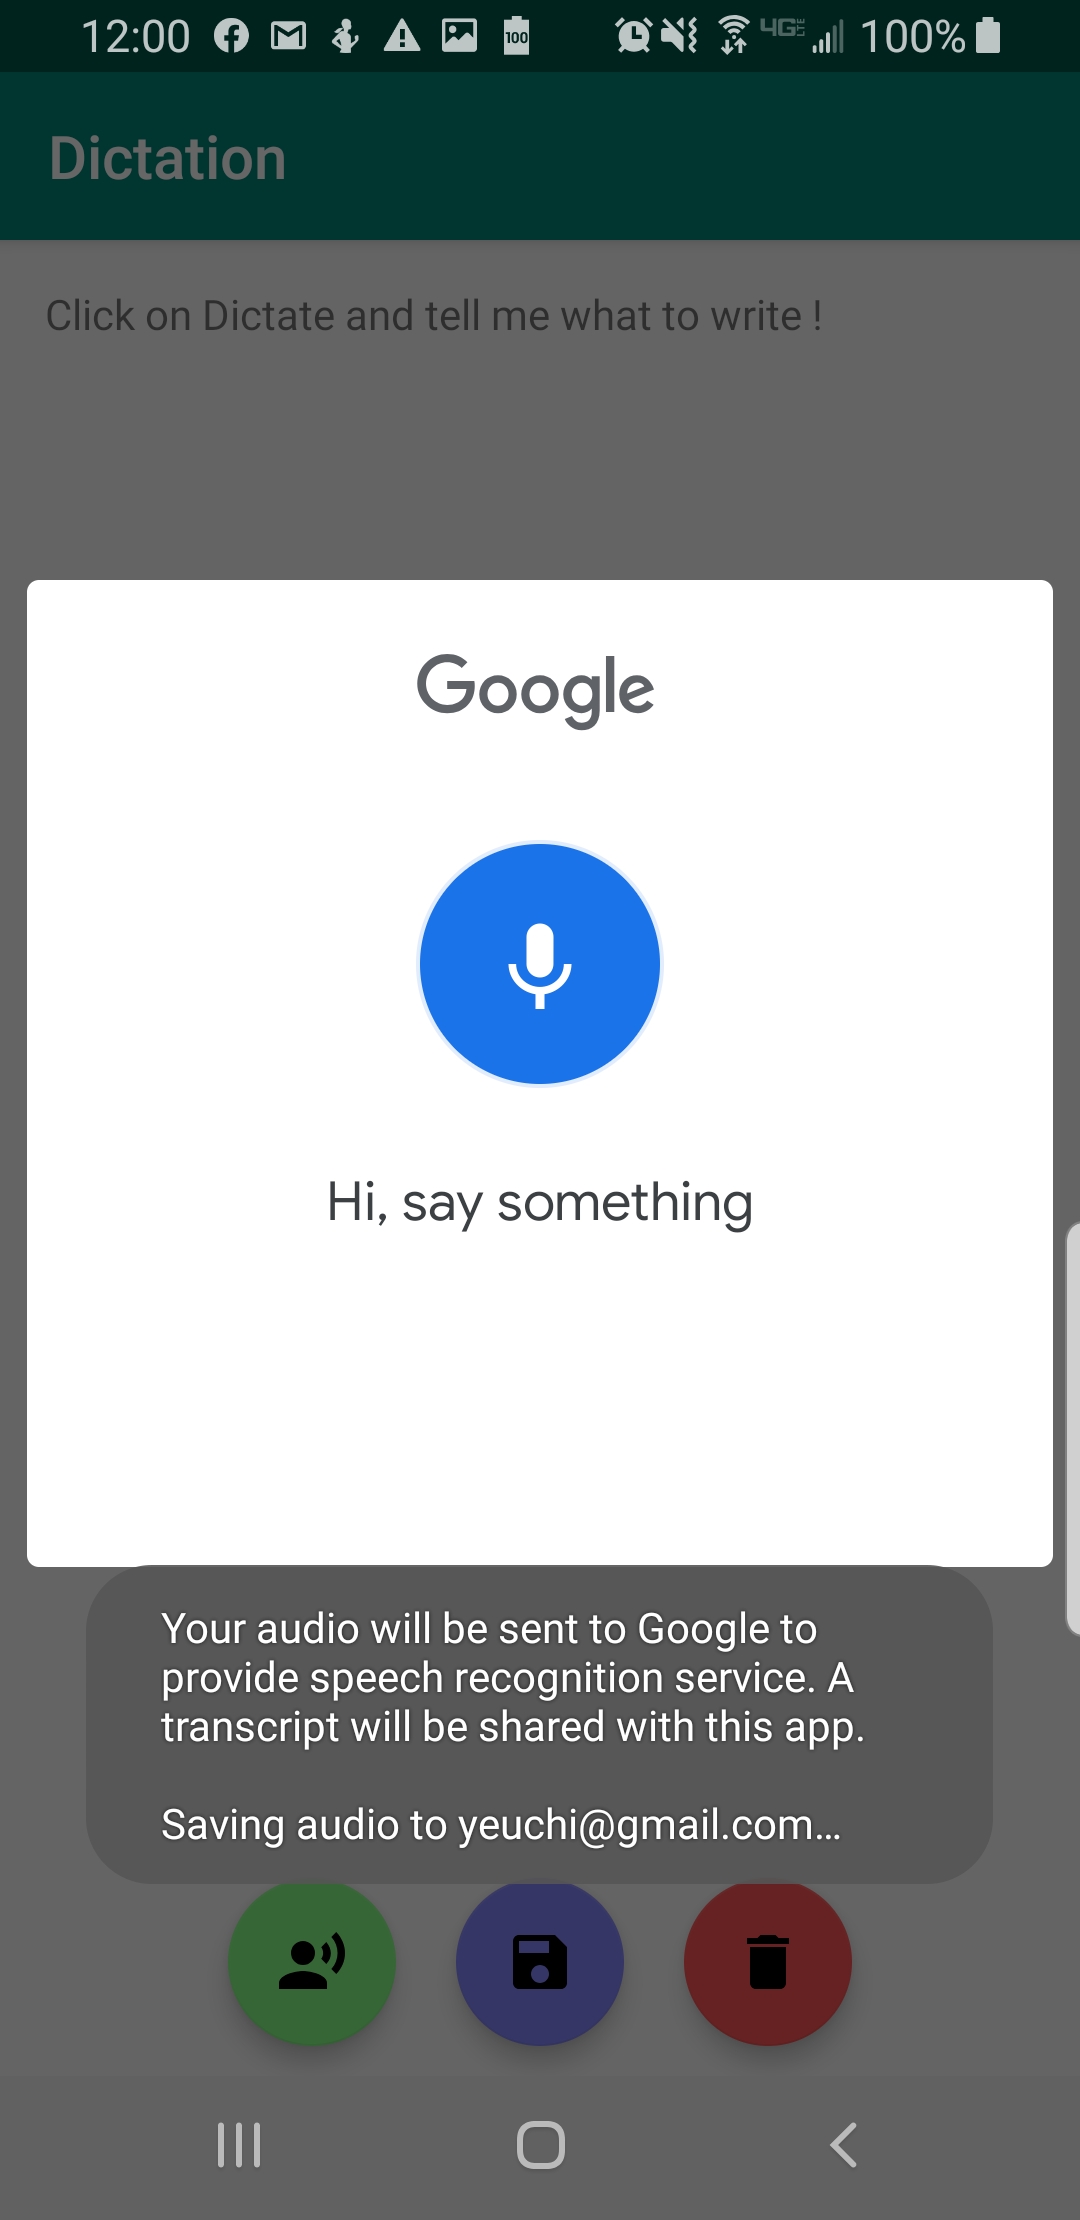 12:00 100 4G LTE 100%
Dictation
Click on Dictate and tell me what to write !
Google
Hi, say something
Your audio will be sent to Google to
provide speech recognition service. A
transcript will be shared with this app.
Saving audio to yeuchi@gmail.com...